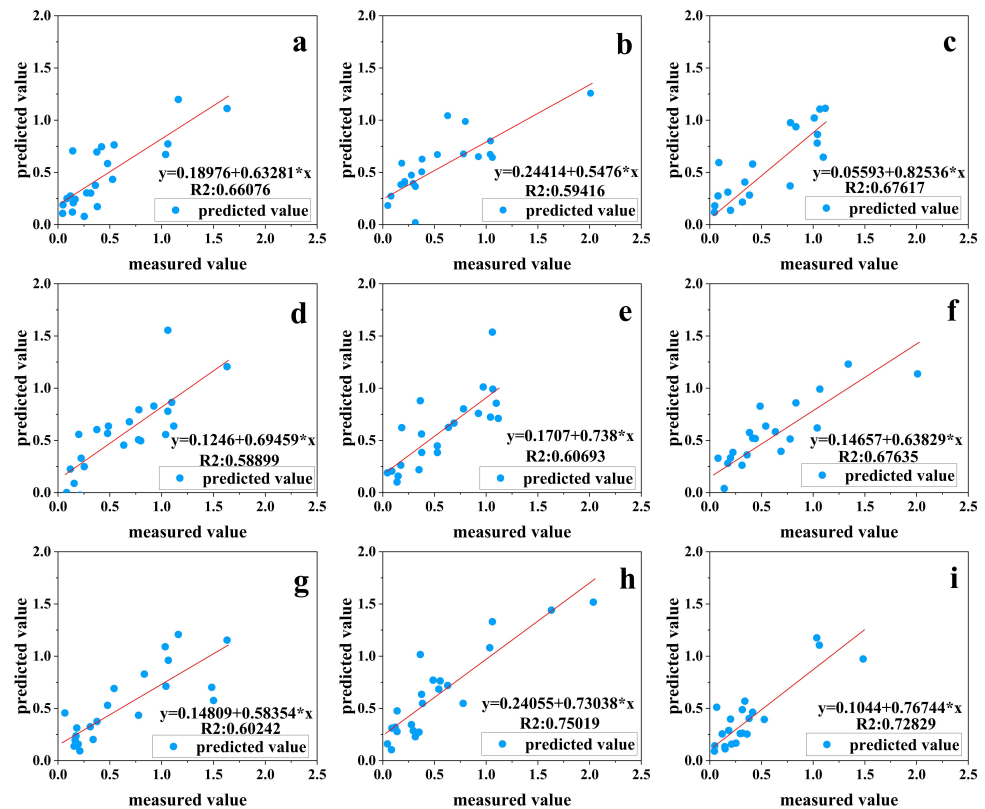 a
2.0
1.5
1.0
0.5
0.0
predicted value
y=0.18976+0.63281*x
R2:0.66076
predicted value
0.0 0.5 1.0 1.5 2.0 2.5
measured value
b
2.0
1.5
1.0
0.5
0.0
predicted value
y=0.24414+0.5476*x
R2:0.59416
predicted value
0.0 0.5 1.0 1.5 2.0 2.5
measured value
c
2.0
1.5
1.0
0.5
0.0
predicted value
y=0.05593+0.82536*x
R2:0.67617
predicted value
0.0 0.5 1.0 1.5 2.0 2.5
measured value
d
2.0
1.5
1.0
0.5
0.0
predicted value
y=0.1246+0.69459*x
R2:0.58899
predicted value
0.0 0.5 1.0 1.5 2.0 2.5
measured value
e
2.0
1.5
1.0
0.5
0.0
predicted value
y=0.1707+0.738*x
R2:0.60693
predicted value
0.0 0.5 1.0 1.5 2.0 2.5
measured value
f
2.0
1.5
1.0
0.5
0.0
predicted value
y=0.14657+0.63829*x
R2:0.67635
predicted value
0.0 0.5 1.0 1.5 2.0 2.5
measured value
g
2.0
1.5
1.0
0.5
0.0
predicted value
y=0.14809+0.58354*x
R2:0.60242
predicted value
0.0 0.5 1.0 1.5 2.0 2.5
measured value
h
2.0
1.5
1.0
0.5
0.0
predicted value
y=0.24055+0.73038*x
R2:0.75019
predicted value
0.0 0.5 1.0 1.5 2.0 2.5
measured value
i
2.0
1.5
1.0
0.5
0.0
predicted value
y=0.1044+0.76744*x
R2:0.72829
predicted value
0.0 0.5 1.0 1.5 2.0 2.5
measured value